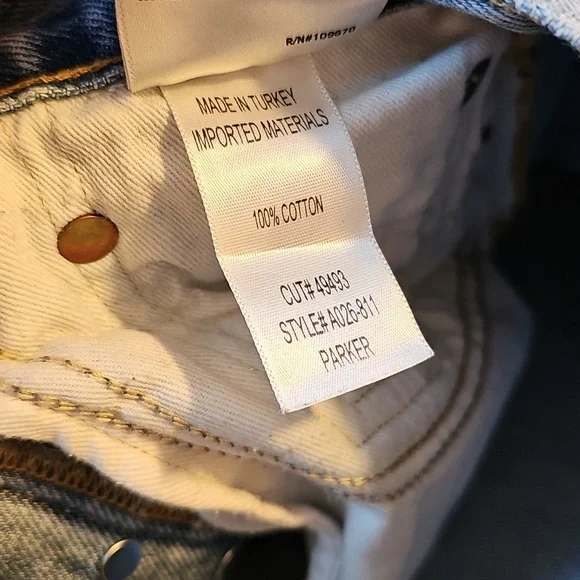 R/N#109670
MADE IN TURKEY
IMPORTED MATERIALS
100% COTTON
CUT# 49493
STYLE# A026-811
PARKER